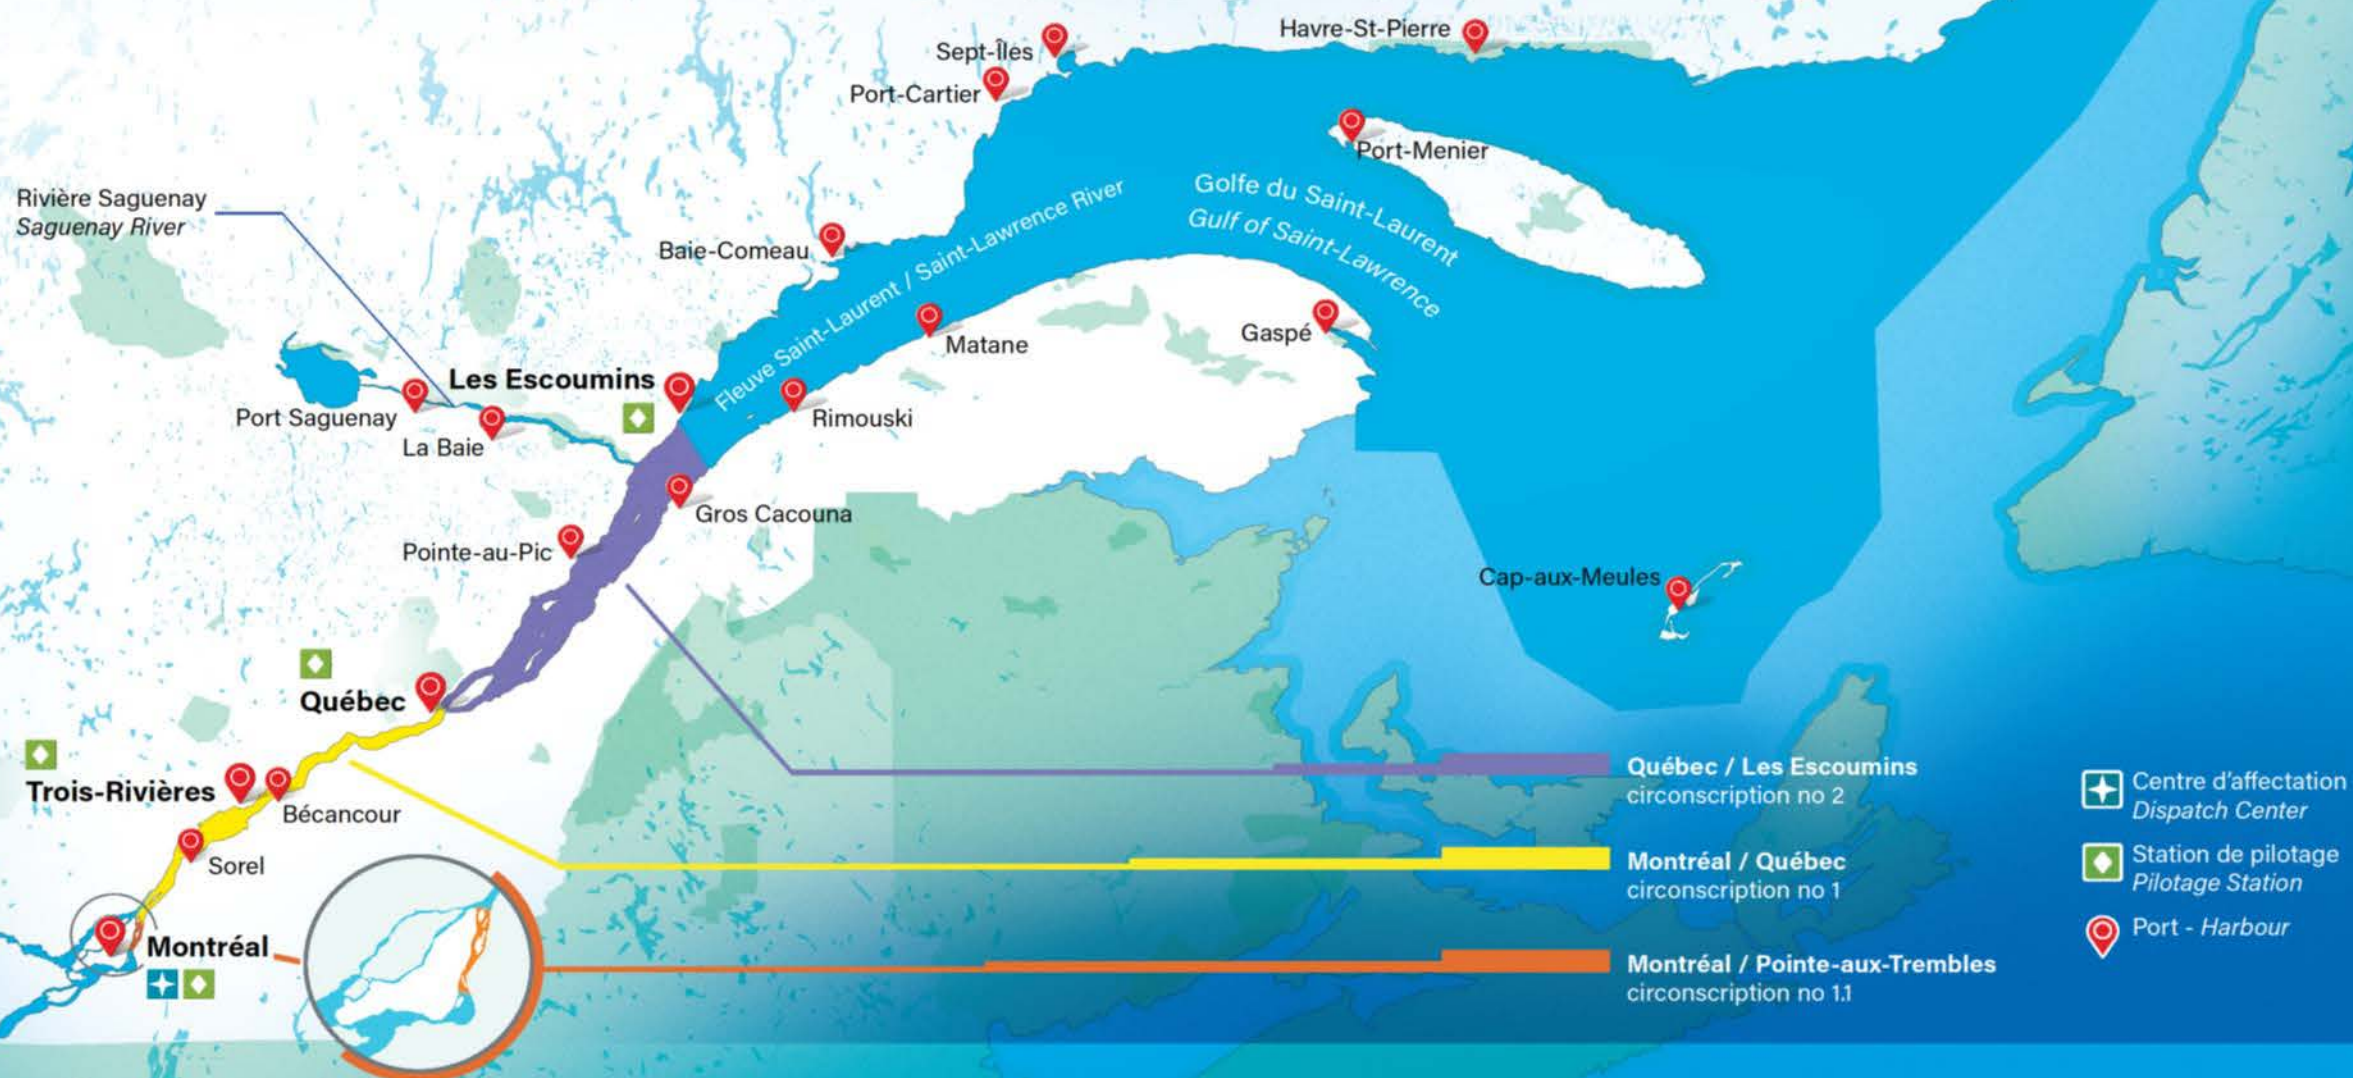 Havre-St-Pierre
Sept-Îles
Port-Cartier
Port-Menier
Rivière Saguenay
Saguenay River
Golfe du Saint-Laurent
Gulf of Saint-Lawrence
Baie-Comeau
Fleuve Saint-Laurent / Saint-Lawrence River
Gaspé
Matane
Les Escoumins
Port Saguenay
Rimouski
La Baie
Gros Cacouna
Pointe-au-Pic
Cap-aux-Meules
Québec
Trois-Rivières
Bécancour
Sorel
Montréal
Québec / Les Escoumins
circonscription no 2
Montréal / Québec
circonscription no 1
Montréal / Pointe-aux-Trembles
circonscription no 1.1
Centre d'affectation
Dispatch Center
Station de pilotage
Pilotage Station
Port - Harbour